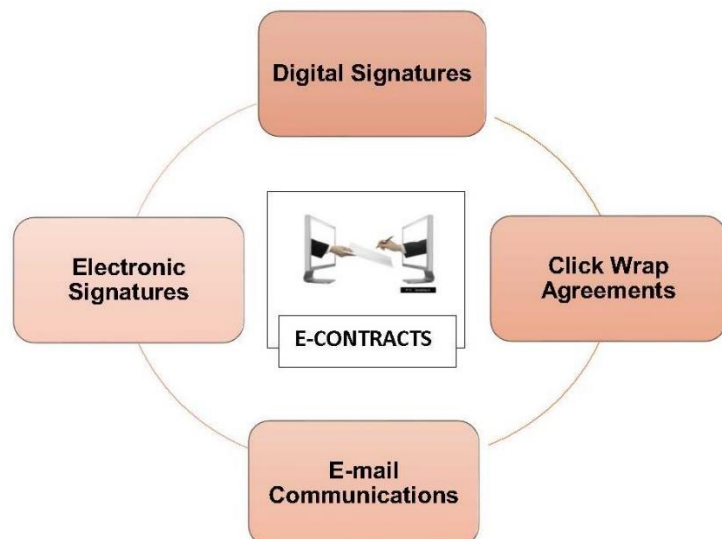 Digital Signatures
Electronic
Signatures
Click Wrap
Agreements
E-CONTRACTS
E-mail
Communications